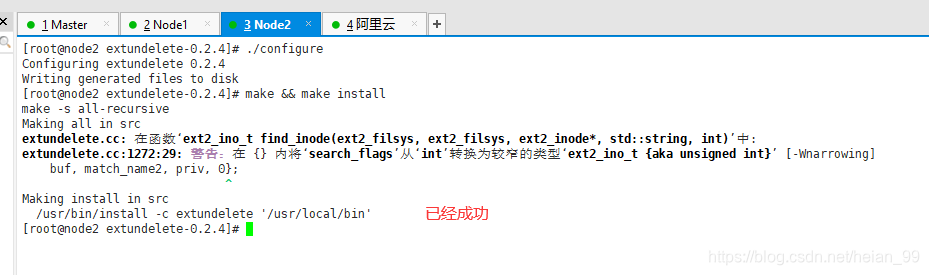 1 Master
2 Node1
3 Node2
4 阿里云
[root@node2 extundelete-0.2.4]# ./configure
Configuring extundelete 0.2.4
Writing generated files to disk
[root@node2 extundelete-0.2.4]# make && make install
make -s all-recursive
Making all in src
extundelete.cc: 在函数‘ext2_ino_t find_inode(ext2_filsys, ext2_filsys, ext2_inode*, std::string, int)’中:
extundelete.cc:1272:29: 警告：在 {} 内将‘search_flags’从‘int’转换为较窄的类型‘ext2_ino_t {aka unsigned int}’ [-Wnarrowing]
buf, match_name2, priv, 0};
^
Making install in src
/usr/bin/install -c extundelete '/usr/local/bin'
已经成功
[root@node2 extundelete-0.2.4]#
https://blog.csdn.net/heian_99